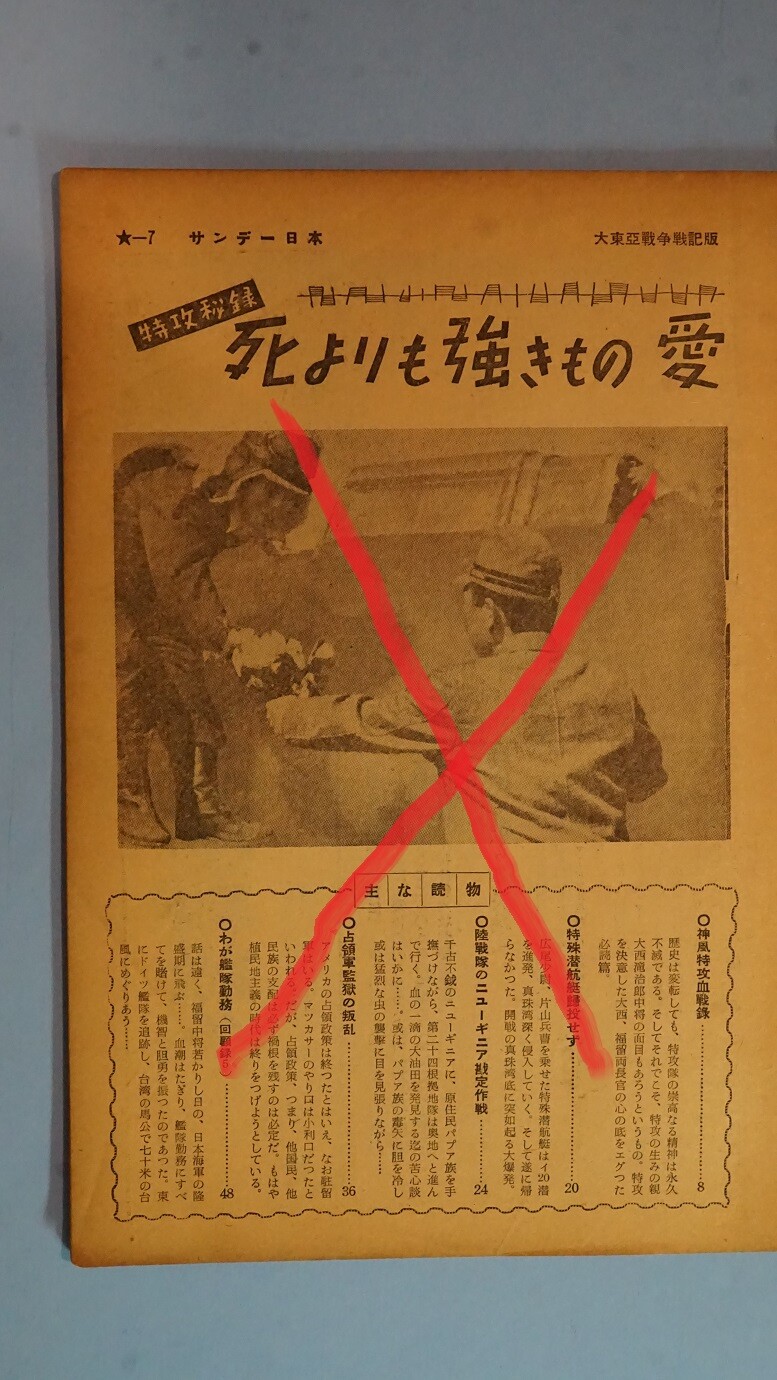 ★—7 サンデー日本
大東亞戰争戦記版
特攻秘録
死よりも強きもの 愛
主な読物
〇神風特攻血戰錄…………8
歴史は変転しても、特攻隊の崇高なる精神は永久
不滅である。そしてそれでこそ、特攻の生みの親
大西滝治郎中将の面目もあろうというもの。特攻
を決意した大西、福留両長官の心の底をエグつた
必読篇。
〇特殊潜航艇歸投せず…………20
広尾少尉、片山兵曹を乗せた特殊潜航艇はイ20潜
を進発、真珠湾深く侵入していく。そして遂に帰
らなかつた。開戦の真珠湾底に突如起る大爆発。
〇陸戰隊のニューギニア戡定作戰…………24
千古不鉞のニューギニアに、原住民パプア族を手
撫づけながら、第二十四根拠地隊は奥地へと進ん
で行く。血の一滴の大油田を発見する迄の苦心談
はいかに……。或は、パプア族の毒矢に胆を冷し
或は猛烈な虫の襲撃に目を見張りながら……
〇占領軍監獄の叛乱…………36
アメリカの占領政策は終つたとはいえ、なお駐留
軍はいる。マツカサーのやり口は小利口だつたと
いわれる。だが、占領政策、つまり、他国民、他
民族の支配は必ず禍根を残すのは必定だ。もはや
植民地主義の時代は終りをつげようとしている。
〇わが艦隊勤務（回顧録5）…………48
話は遠く、福留中将若かりし日の、日本海軍の隆
盛期に飛ぶ……。血潮はたぎり、艦隊勤務にすべ
てを賭けて、機智と胆勇を振つたのであつた。東
にドイツ艦隊を追跡し、台湾の馬公で七十米の台
風にめぐりあう……